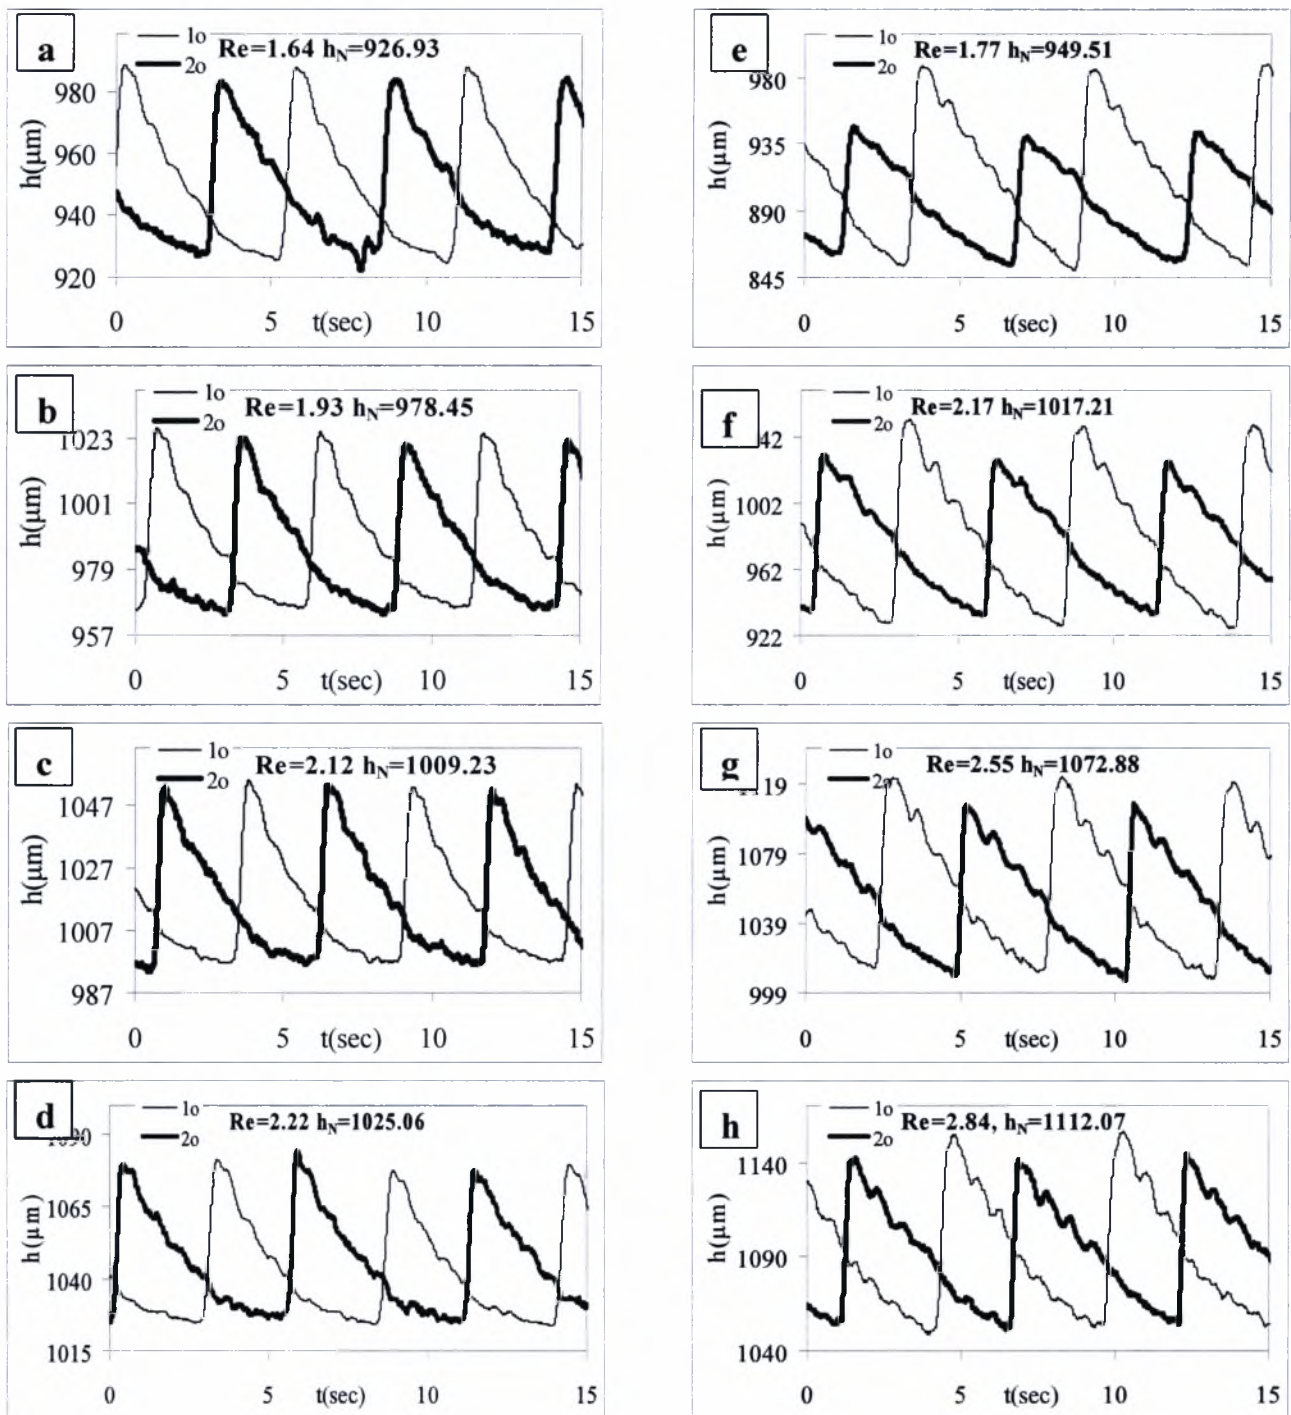 a
1o
2o
Re=1.64 hN=926.93
980
960
940
920
h(μm)
0 5 t(sec) 10 15
e
1o
2o
Re=1.77 hN=949.51
980
935
890
845
h(μm)
0 5 t(sec) 10 15
b
1o
2o
Re=1.93 hN=978.45
1023
1001
979
957
h(μm)
0 5 t(sec) 10 15
f
1o
2o
Re=2.17 hN=1017.21
42
1002
962
922
h(μm)
0 5 t(sec) 10 15
c
1o
2o
Re=2.12 hN=1009.23
1047
1027
1007
987
h(μm)
0 5 t(sec) 10 15
g
1o
2o
Re=2.55 hN=1072.88
1119
1079
1039
999
h(μm)
0 5 t(sec) 10 15
d
1o
2o
Re=2.22 hN=1025.06
1090
1065
1040
1015
h(μm)
0 5 t(sec) 10 15
h
1o
2o
Re=2.84, hN=1112.07
1140
1090
1040
h(μm)
0 5 t(sec) 10 15